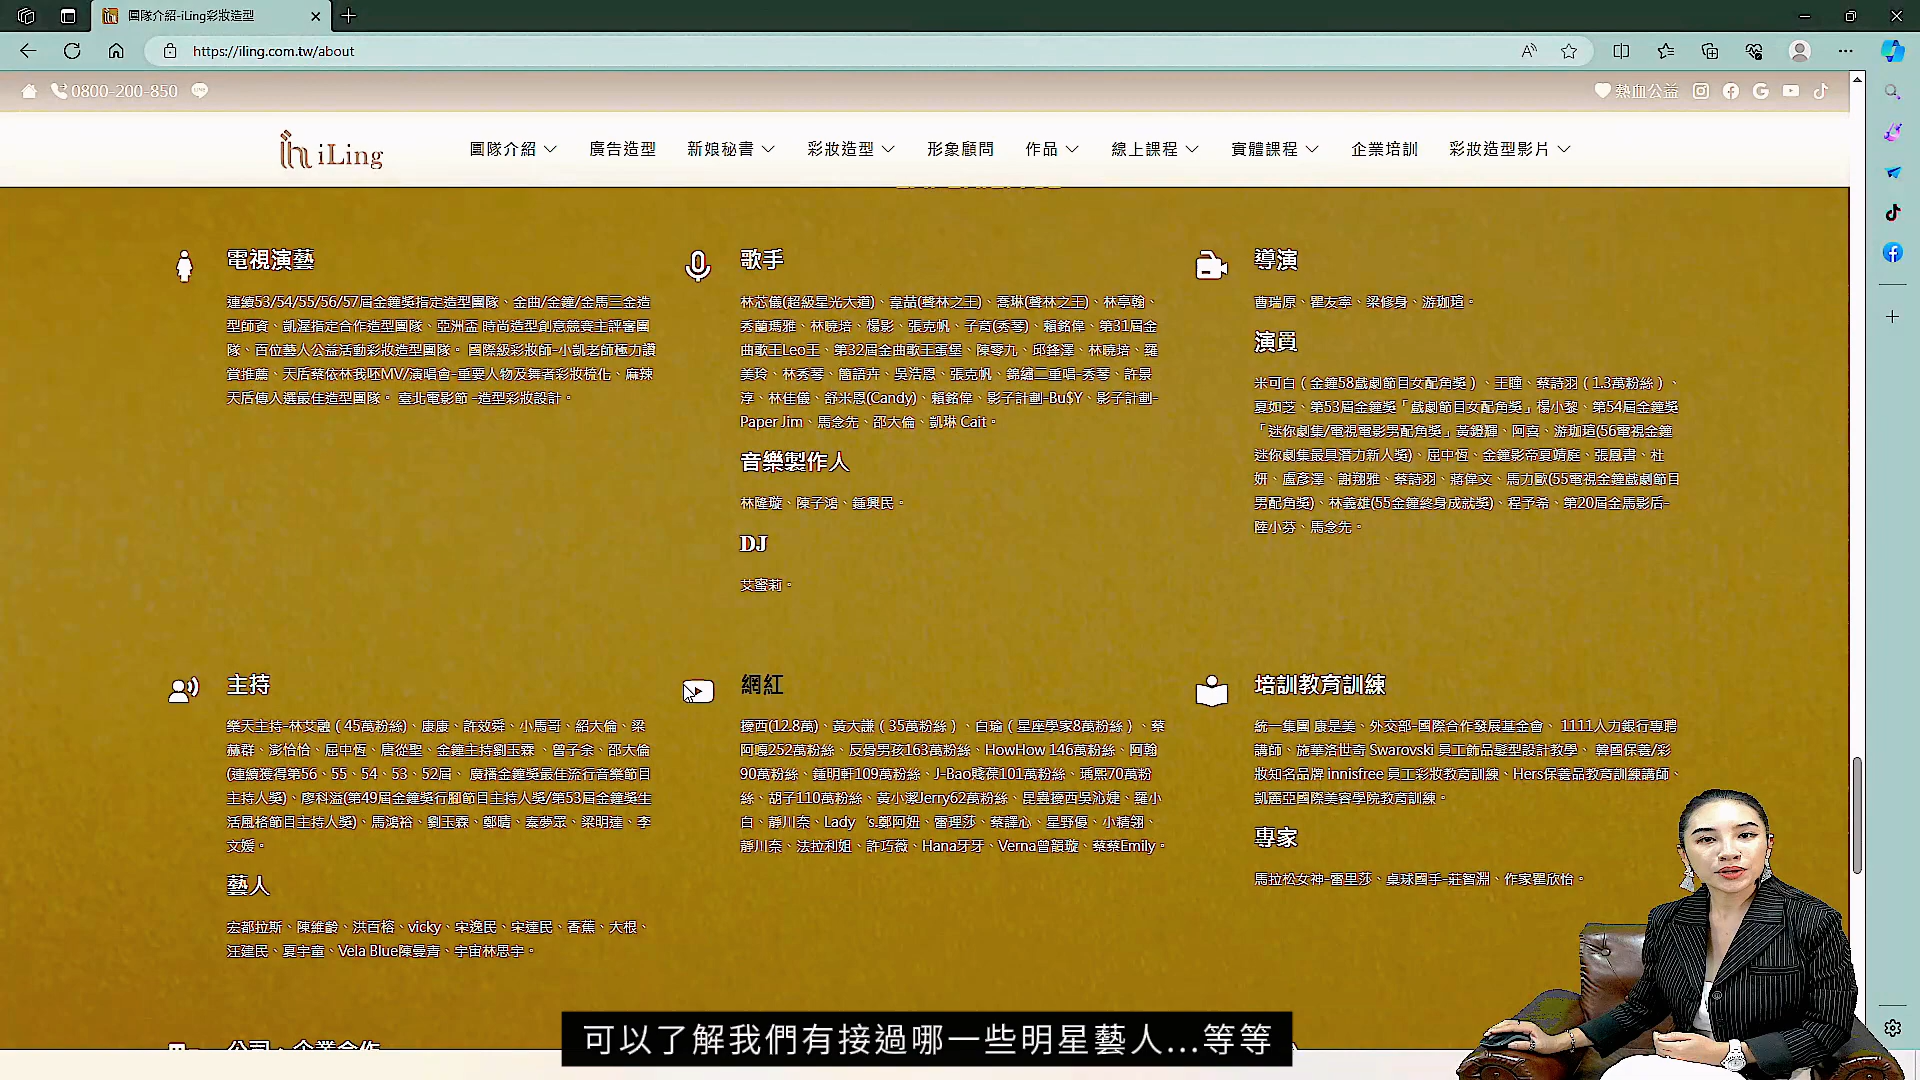 團隊介紹-iLing彩妝造型
https://iling.com.tw/about
0800-200-850
熱血公益
iLing
團隊介紹
廣告造型
新娘秘書
彩妝造型
形象顧問
作品
線上課程
實體課程
企業培訓
彩妝造型影片
電視演藝
連續53/54/55/56/57屆金鐘獎指定造型團隊、金曲/金鐘/金馬三金造
型師資、凱渥指定合作造型團隊、亞洲盃 時尚造型創意競賽主評審團
隊、百位藝人公益活動彩妝造型團隊。 國際級彩妝師-小凱老師極力讚
賞推薦、天后蔡依林我呸MV/演唱會-重要人物及舞者彩妝梳化、麻辣
天后傳入選最佳造型團隊。 臺北電影節 -造型彩妝設計。
歌手
林芯儀(超級星光大道)、韋喆(聲林之王)、喬琳(聲林之王)、林亭翰、
秀蘭瑪雅、林曉培、楊影、張克帆、子宵(秀琴)、賴銘偉、第31屆金
曲歌王Leo王、第32屆金曲歌王蛋堡、陳零九、邱鋒澤、林曉培、羅
美玲、林秀琴、簡語卉、吳浩恩、張克帆、錦繡二重唱-秀琴、許景
淳、林佳儀、舒米恩(Candy)、賴銘偉、影子計劃-Bu$Y、影子計劃-
Paper Jim、馬念先、邵大倫、凱琳 Cait。
音樂製作人
林隆璇、陳子鴻、鍾興民。
DJ
艾蜜莉。
導演
曹瑞原、瞿友寧、梁修身、游珈瑄。
演員
米可白（金鐘58戲劇節目女配角獎）、王瞳、蔡詩羽（1.3萬粉絲）、
夏如芝、第53屆金鐘獎「戲劇節目女配角獎」楊小黎、第54屆金鐘獎
「迷你劇集/電視電影男配角獎」黃鐙輝、阿喜、游珈瑄(56電視金鐘
迷你劇集最具潛力新人獎)、屈中恆、金鐘影帝夏靖庭、張鳳書、杜
妍、盧彥澤、謝翔雅、蔡詩羽、蔣偉文、馬力歐(55電視金鐘戲劇節目
男配角獎)、林義雄(55金鐘終身成就獎)、程予希、第20屆金馬影后-
陸小芬、馬念先。
主持
樂天主持-林艾融（45萬粉絲)、康康、許效舜、小馬哥、紹大倫、梁
赫群、澎恰恰、屈中恆、唐從聖、金鐘主持劉玉霖 、曾子余、邵大倫
(連續獲得第56、55、54、53、52屆、 廣播金鐘獎最佳流行音樂節目
主持人獎)、廖科溢(第49屆金鐘獎行腳節目主持人獎/第53屆金鐘獎生
活風格節目主持人獎)、馬鴻裕、劉玉霖、鄭晴、秦夢眾、梁明達、李
文媛。
藝人
宏都拉斯、陳維齡、洪百榕、vicky、宋逸民、宋達民、香蕉、大根、
汪建民、夏宇童、Vela Blue陳曼青、宇宙林思宇。
網紅
擾西(12.8萬)、黃大謙（35萬粉絲）、白瑜（星座學家8萬粉絲）、蔡
阿嘎252萬粉絲、反骨男孩163萬粉絲、HowHow 146萬粉絲、阿翰
90萬粉絲、鍾明軒109萬粉絲、J-Bao賤葆101萬粉絲、瑀熙70萬粉
絲、胡子110萬粉絲、黃小潔Jerry62萬粉絲、昆蟲擾西吳沁婕、羅小
白、靜川奈、Lady‘s.鄭阿妞、雷理莎、蔡譯心、星野優、小精翎、
靜川奈、法拉利姐、許巧薇、Hana牙牙、Verna曾韻璇、蔡蔡Emily。
培訓教育訓練
統一集團 康是美、外交部-國際合作發展基金會、 1111人力銀行專聘
講師、施華洛世奇 Swarovski 員工飾品髮型設計教學、 韓國保養/彩
妝知名品牌 innisfree 員工彩妝教育訓練、Hers保養品教育訓練講師、
凱羅亞國際美容學院教育訓練。
專家
馬拉松女神-雷里莎、桌球國手-莊智淵、作家瞿欣怡。
公司、企業合作
可以了解我們有接過哪一些明星藝人...等等